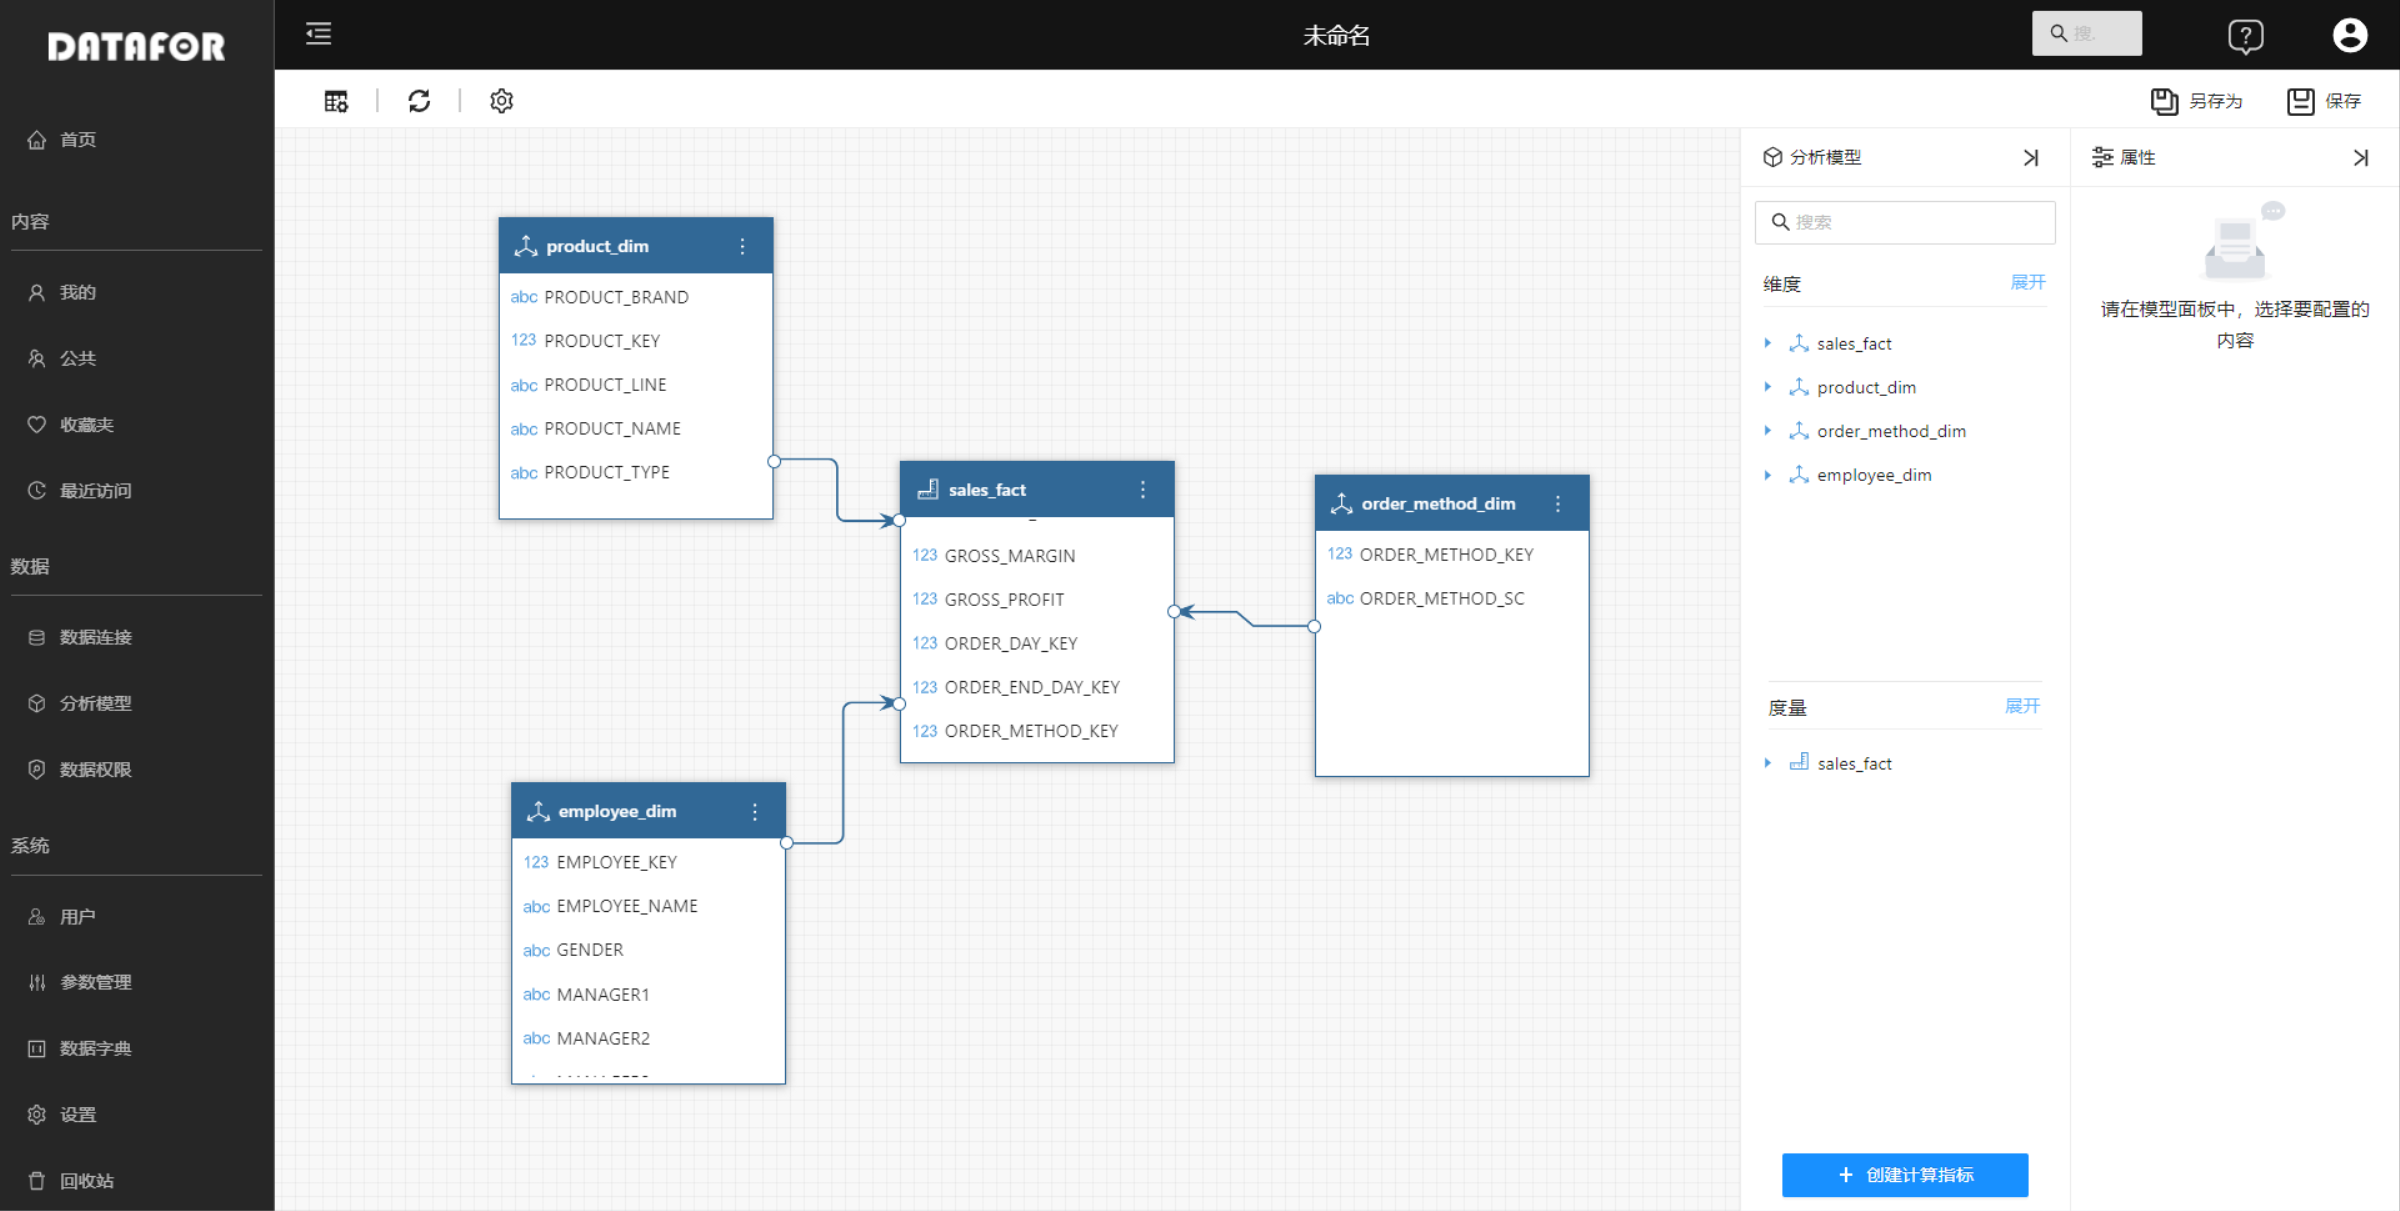 DATAFOR
未命名
搜.
首页
内容
我的
公共
收藏夹
最近访问
数据
数据连接
分析模型
数据权限
系统
用户
参数管理
数据字典
设置
回收站
另存为
保存
product_dim
abc PRODUCT_BRAND
123 PRODUCT_KEY
abc PRODUCT_LINE
abc PRODUCT_NAME
abc PRODUCT_TYPE
sales_fact
123 GROSS_MARGIN
123 GROSS_PROFIT
123 ORDER_DAY_KEY
123 ORDER_END_DAY_KEY
123 ORDER_METHOD_KEY
order_method_dim
123 ORDER_METHOD_KEY
abc ORDER_METHOD_SC
employee_dim
123 EMPLOYEE_KEY
abc EMPLOYEE_NAME
abc GENDER
abc MANAGER1
abc MANAGER2
分析模型
搜索
维度 展开
sales_fact
product_dim
order_method_dim
employee_dim
度量 展开
sales_fact
+ 创建计算指标
属性
请在模型面板中，选择要配置的
内容